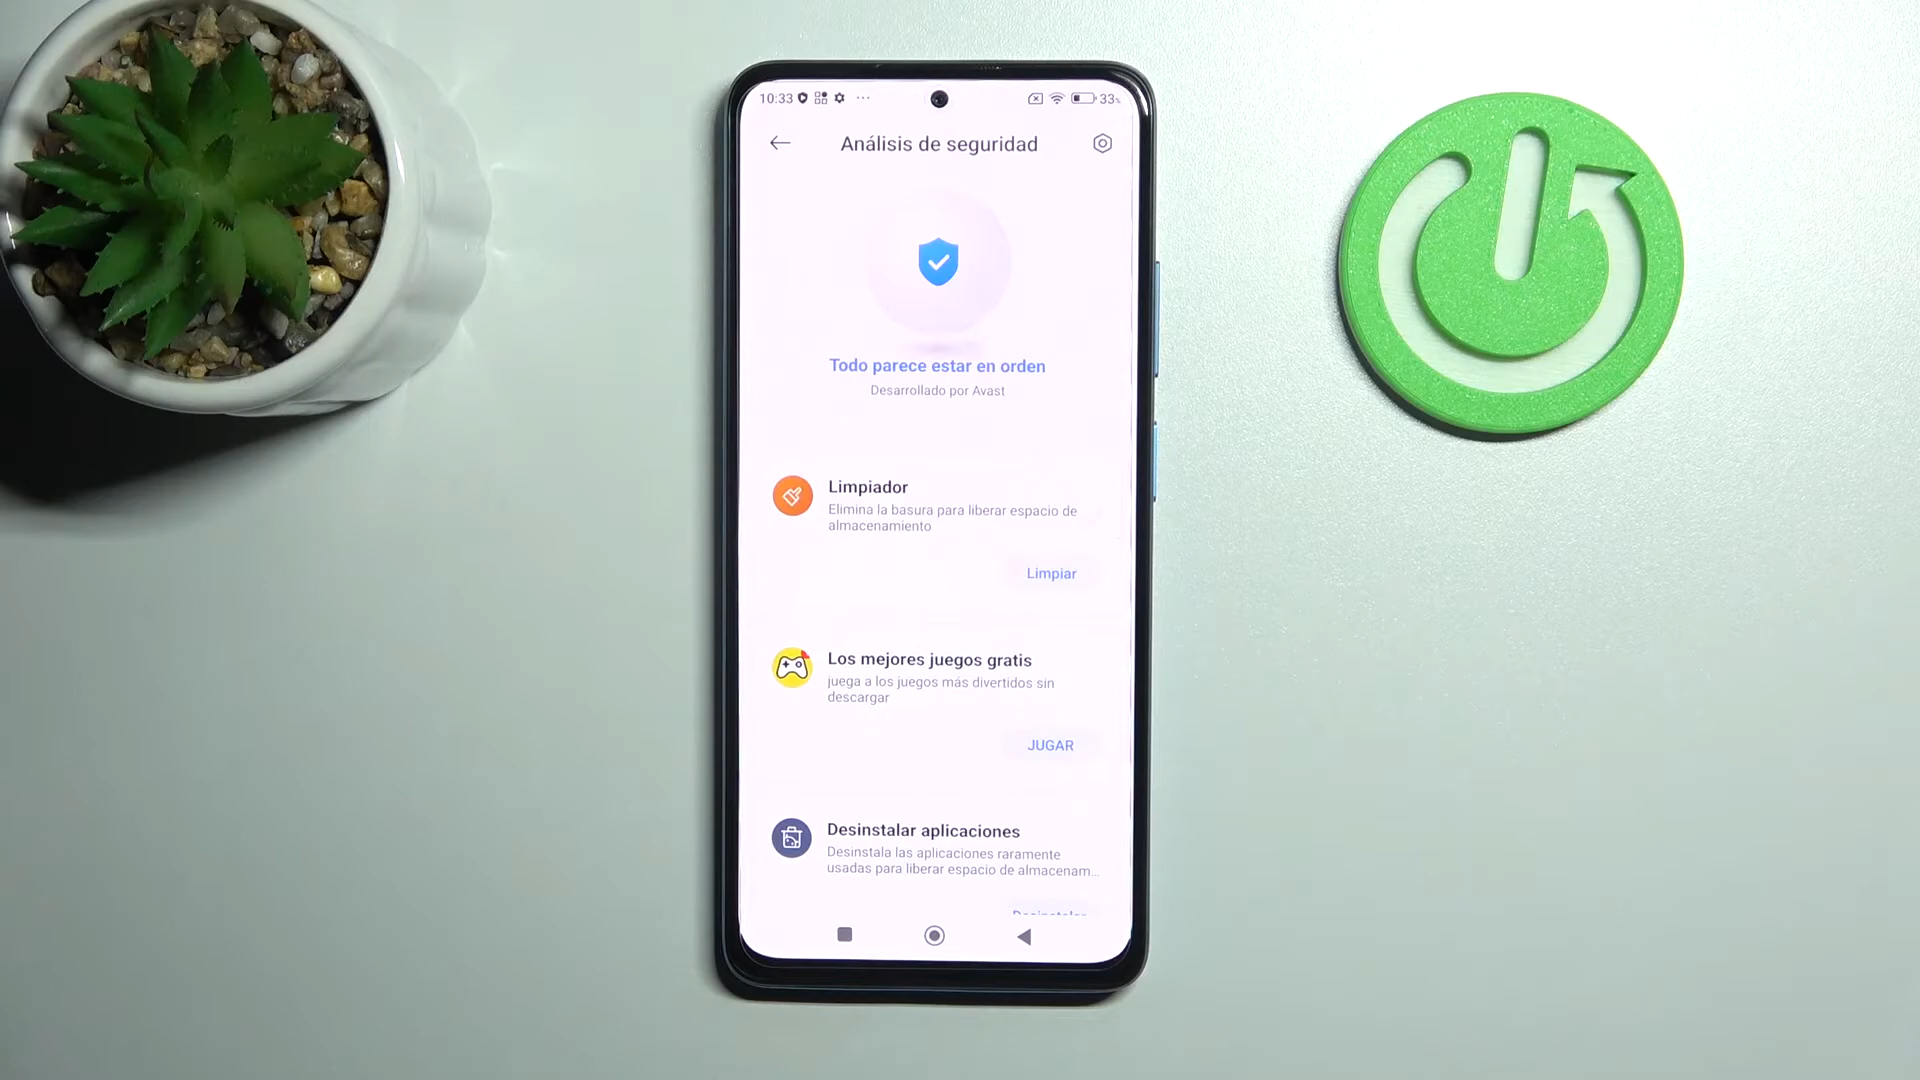 10:33
33%
Análisis de seguridad
Todo parece estar en orden
Desarrollado por Avast
Limpiador
Elimina la basura para liberar espacio de
almacenamiento
Limpiar
Los mejores juegos gratis
juega a los juegos más divertidos sin
descargar
JUGAR
Desinstalar aplicaciones
Desinstala las aplicaciones raramente
usadas para liberar espacio de almacenam...
Desinstalar